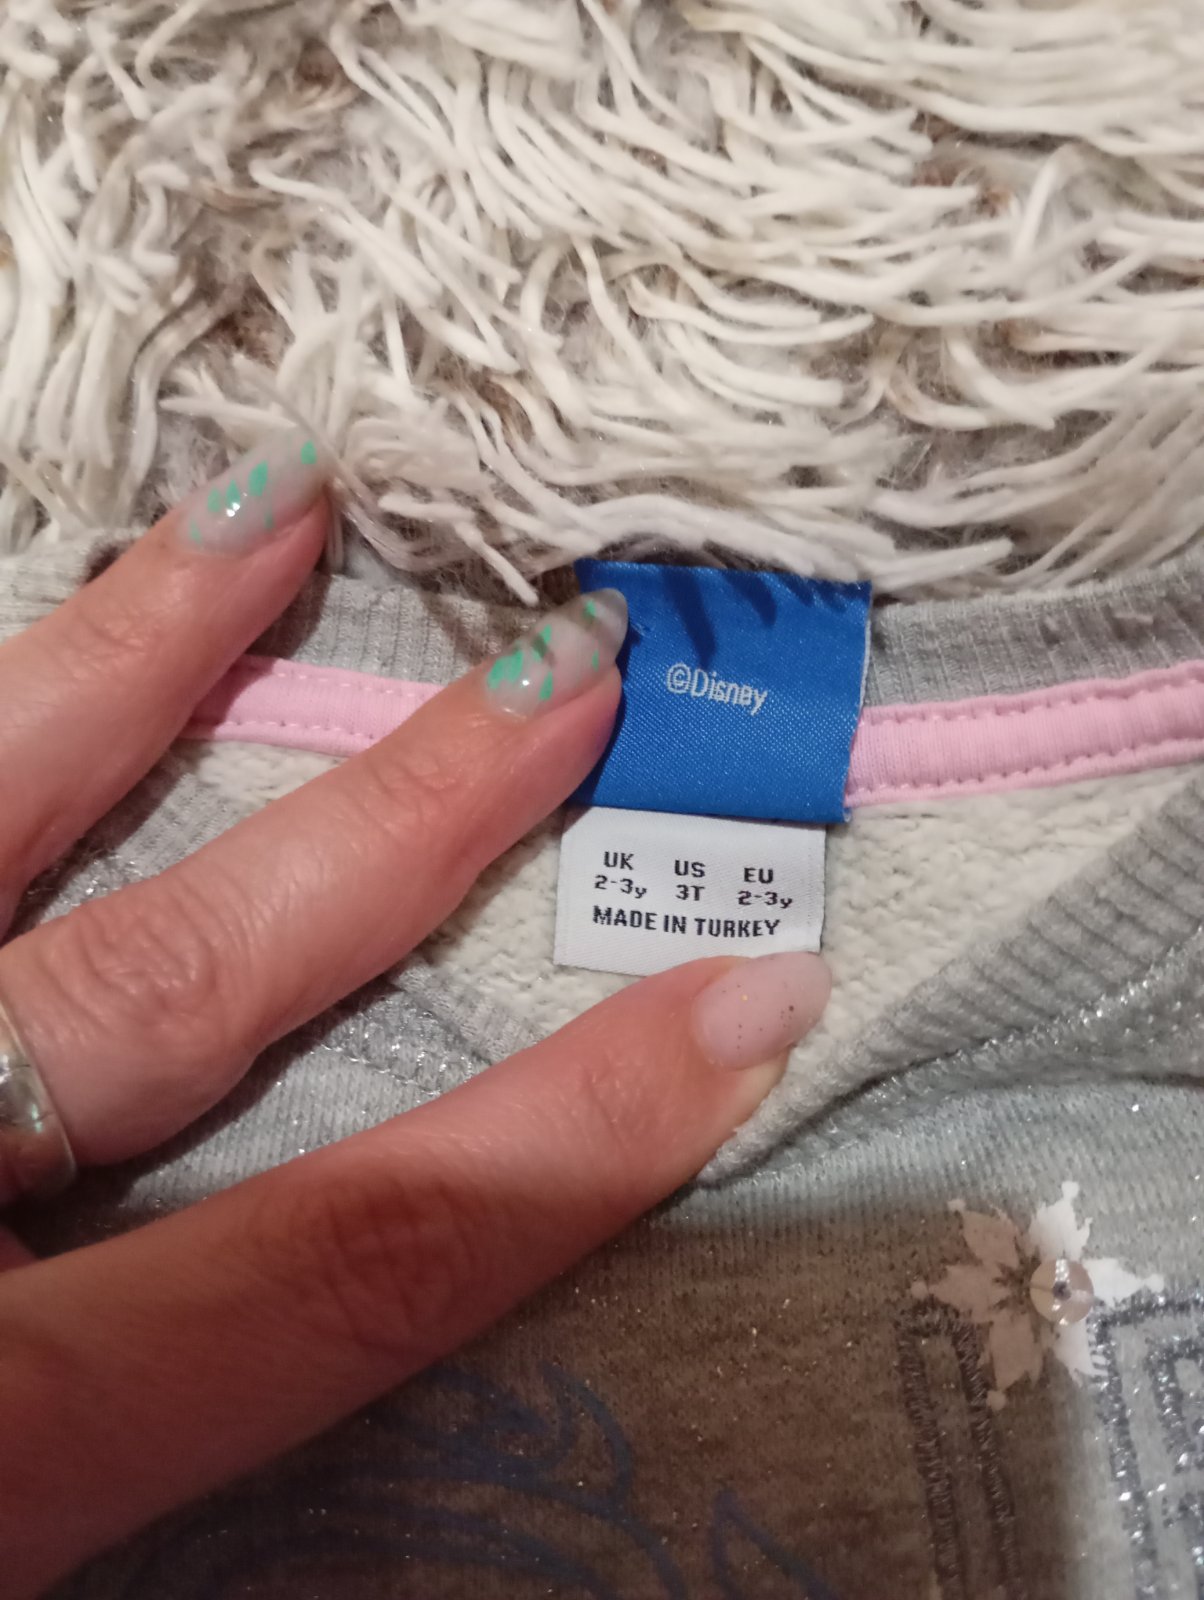 ©Disney
UK US EU
2-3y 3T 2-3y
MADE IN TURKEY